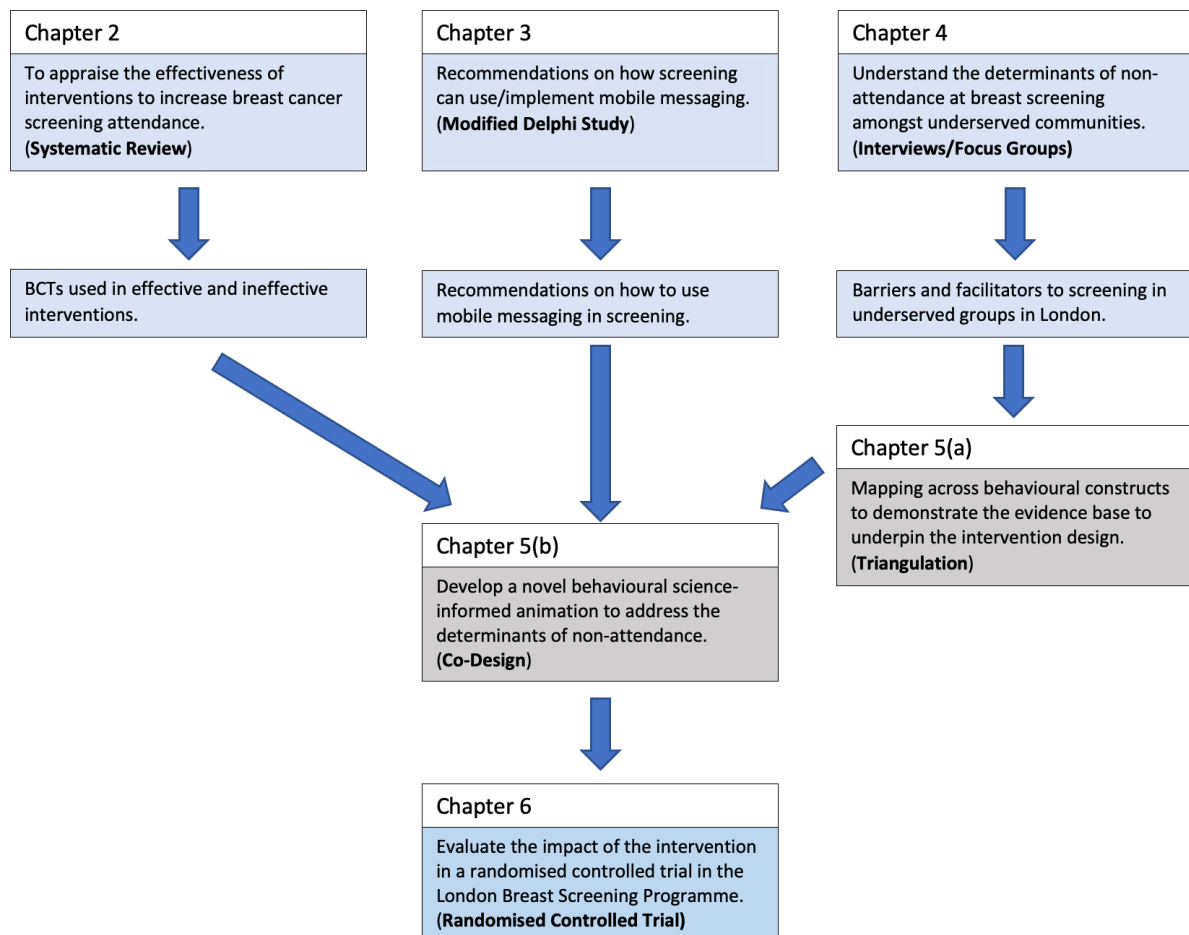 Chapter 2
To appraise the effectiveness of
interventions to increase breast cancer
screening attendance.
(Systematic Review)
Chapter 3
Recommendations on how screening
can use/implement mobile messaging.
(Modified Delphi Study)
Chapter 4
Understand the determinants of non-
attendance at breast screening
amongst underserved communities.
(Interviews/Focus Groups)
BCTs used in effective and ineffective
interventions.
Recommendations on how to use
mobile messaging in screening.
Barriers and facilitators to screening in
underserved groups in London.
Chapter 5(a)
Mapping across behavioural constructs
to demonstrate the evidence base to
underpin the intervention design.
(Triangulation)
Chapter 5(b)
Develop a novel behavioural science-
informed animation to address the
determinants of non-attendance.
(Co-Design)
Chapter 6
Evaluate the impact of the intervention
in a randomised controlled trial in the
London Breast Screening Programme.
(Randomised Controlled Trial)